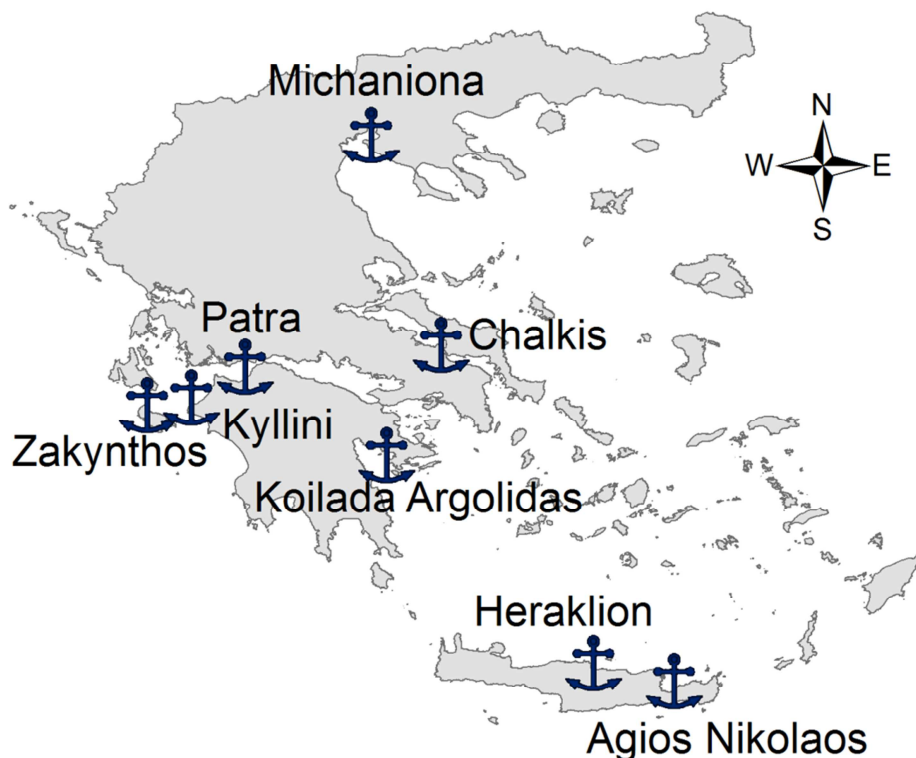 Michaniona
N
W
E
S
Patra
Chalkis
Kyllini
Zakynthos
Koilada Argolidas
Heraklion
Agios Nikolaos